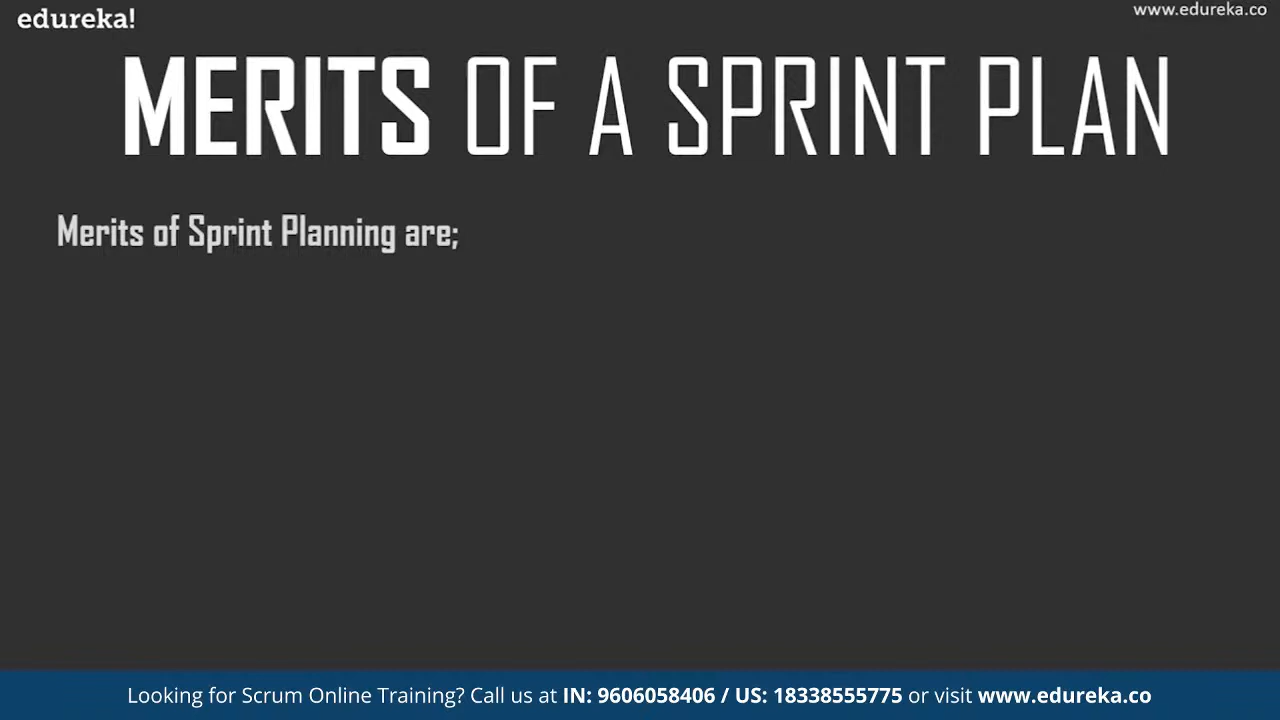 edureka!
www.edureka.co
MERITS OF A SPRINT PLAN
Merits of Sprint Planning are;
Looking for Scrum Online Training? Call us at IN: 9606058406 / US: 18338555775 or visit www.edureka.co